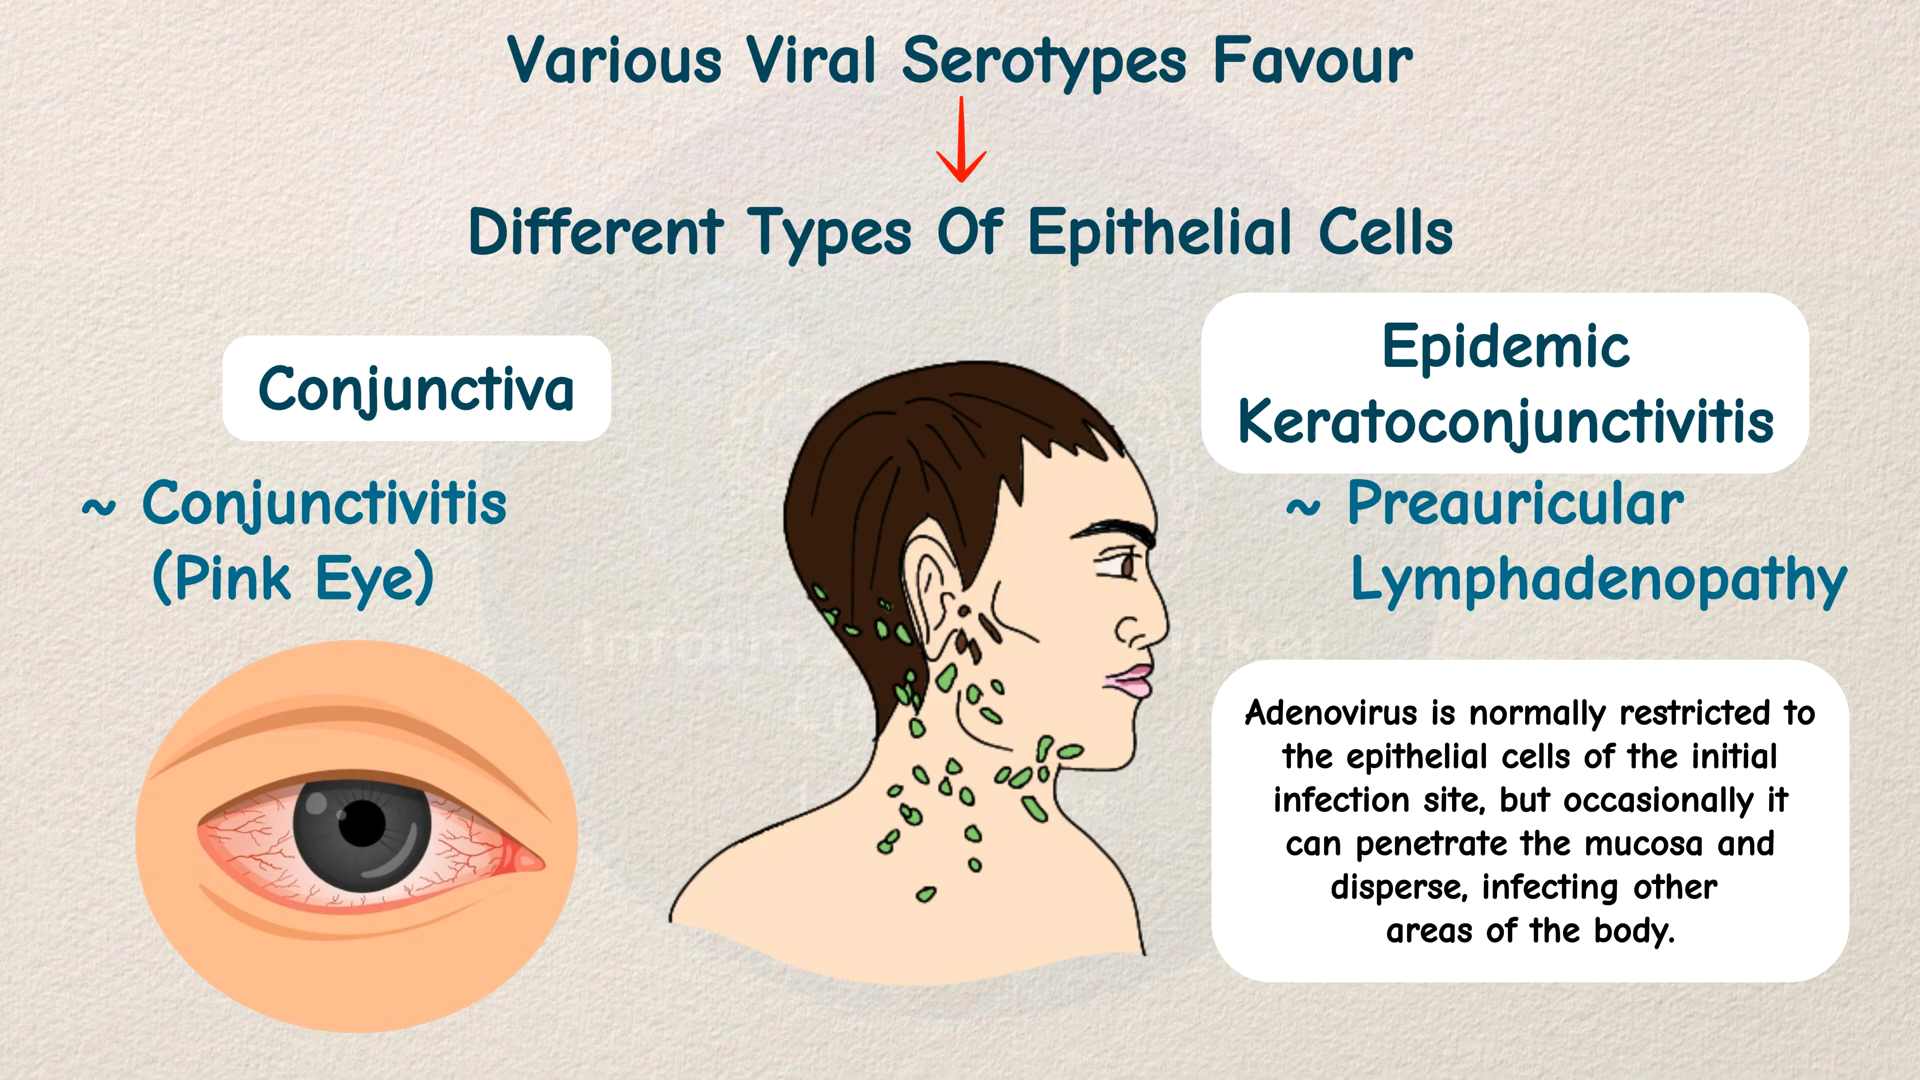 Various Viral Serotypes Favour
Different Types Of Epithelial Cells
Conjunctiva
~ Conjunctivitis
(Pink Eye)
Epidemic
Keratoconjunctivitis
~ Preauricular
Lymphadenopathy
Adenovirus is normally restricted to
the epithelial cells of the initial
infection site, but occasionally it
can penetrate the mucosa and
disperse, infecting other
areas of the body.